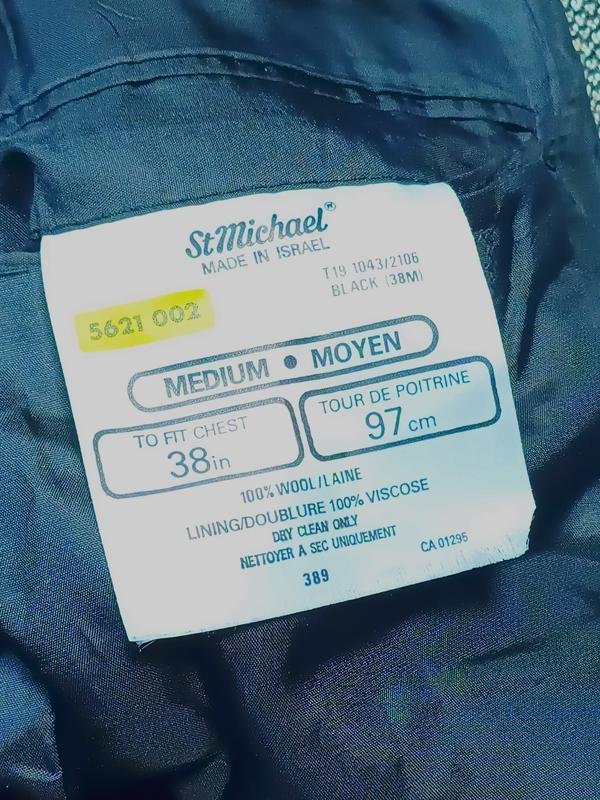 StMichael®
MADE IN ISRAEL
T19 1043/2106
BLACK (38M)
5621 002
MEDIUM • MOYEN
TO FIT CHEST
38in
TOUR DE POITRINE
97cm
100% WOOL/LAINE
LINING/DOUBLURE 100% VISCOSE
DRY CLEAN ONLY
NETTOYER A SEC UNIQUEMENT
CA 01295
389